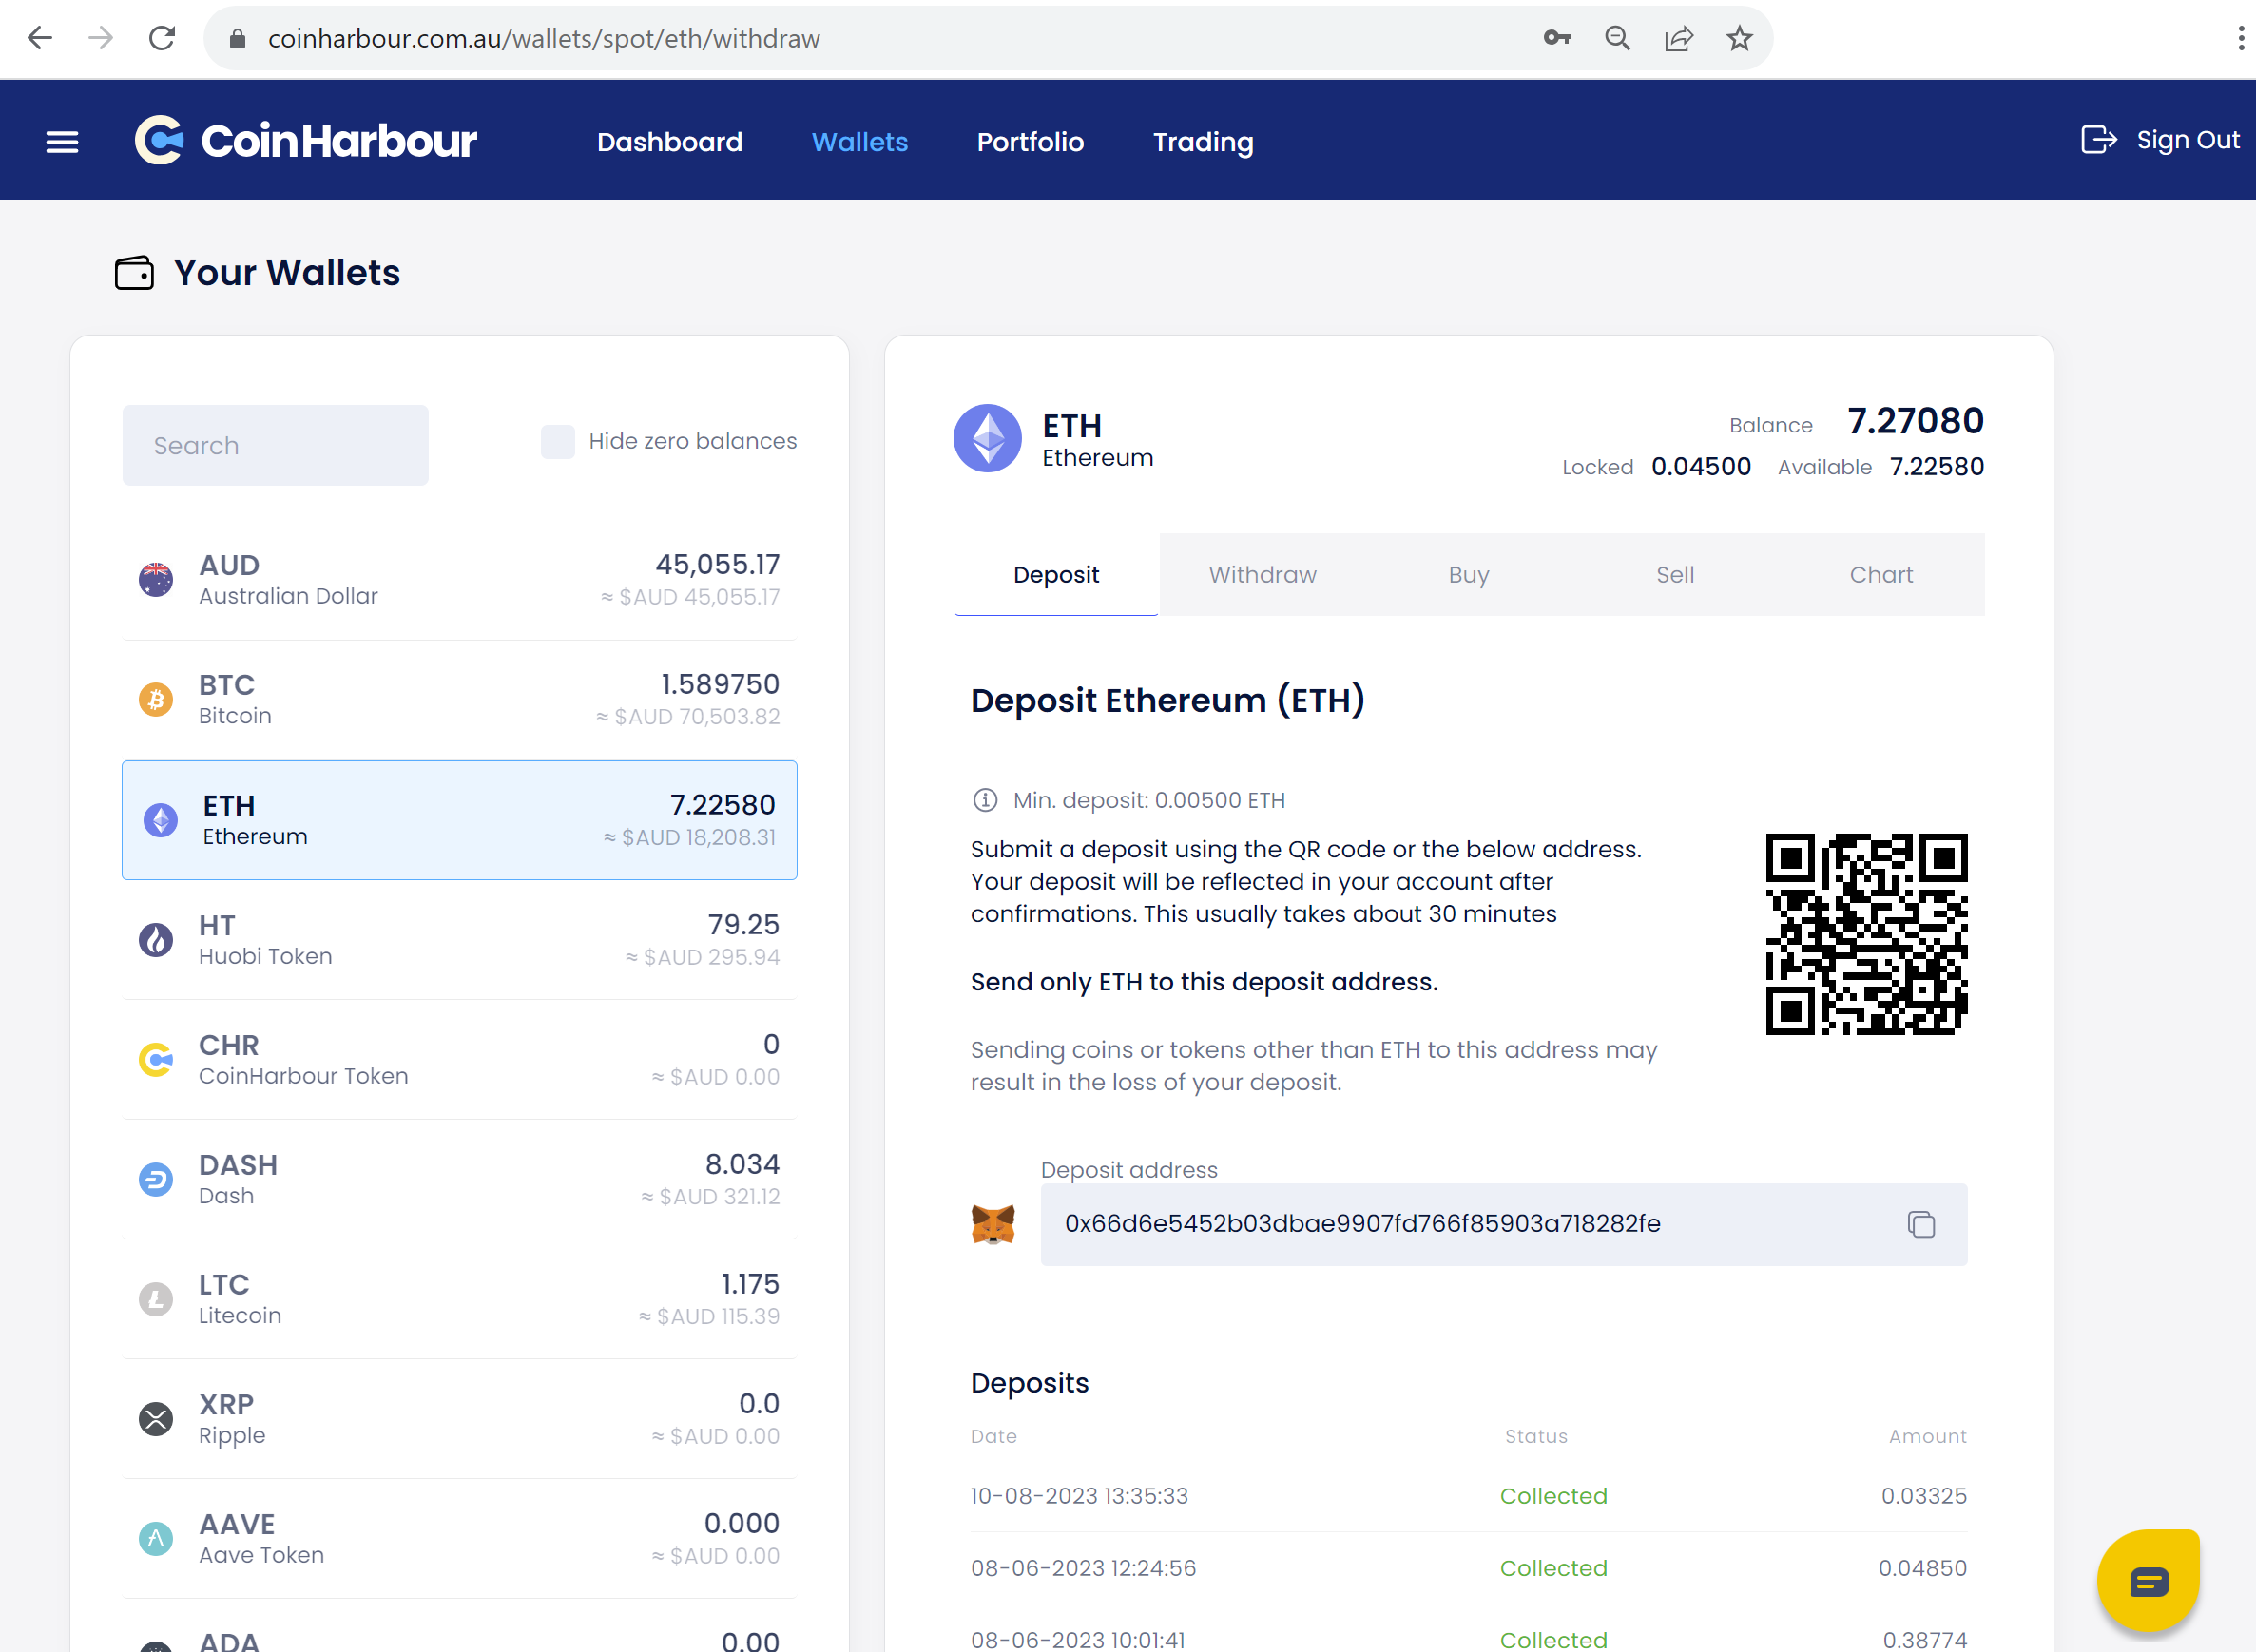 coinharbour.com.au/wallets/spot/eth/withdraw
CoinHarbour
Dashboard
Wallets
Portfolio
Trading
Sign Out
Your Wallets
Search
Hide zero balances
AUD
45,055.17
Australian Dollar
≈ $AUD 45,055.17
BTC
1.589750
Bitcoin
≈ $AUD 70,503.82
ETH
7.22580
Ethereum
≈ $AUD 18,208.31
HT
79.25
Huobi Token
≈ $AUD 295.94
CHR
0
CoinHarbour Token
≈ $AUD 0.00
DASH
8.034
Dash
≈ $AUD 321.12
LTC
1.175
Litecoin
≈ $AUD 115.39
XRP
0.0
Ripple
≈ $AUD 0.00
AAVE
0.000
Aave Token
≈ $AUD 0.00
ADA
0.00
ETH
Ethereum
Balance 7.27080
Locked 0.04500 Available 7.22580
Deposit
Withdraw
Buy
Sell
Chart
Deposit Ethereum (ETH)
Min. deposit: 0.00500 ETH
Submit a deposit using the QR code or the below address.
Your deposit will be reflected in your account after
confirmations. This usually takes about 30 minutes
Send only ETH to this deposit address.
Sending coins or tokens other than ETH to this address may
result in the loss of your deposit.
Deposit address
0x66d6e5452b03dbae9907fd766f85903a718282fe
Deposits
Date Status Amount
10-08-2023 13:35:33 Collected 0.03325
08-06-2023 12:24:56 Collected 0.04850
08-06-2023 10:01:41 Collected 0.38774